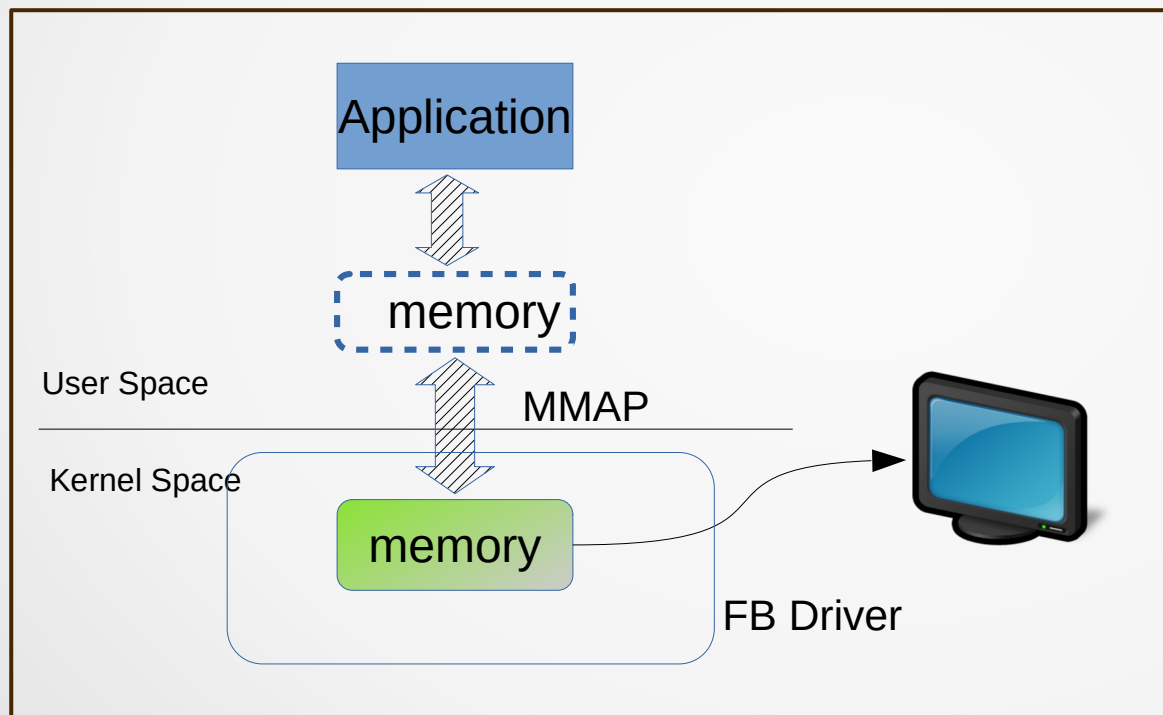 Application
memory
User Space
MMAP
Kernel Space
memory
FB Driver